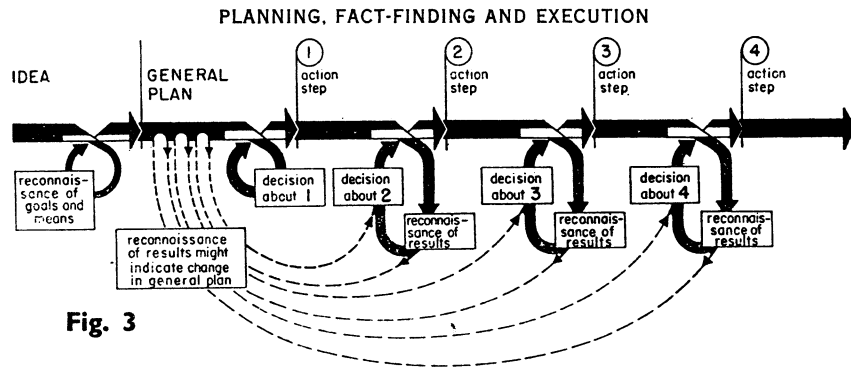 PLANNING, FACT-FINDING AND EXECUTION
IDEA
GENERAL
PLAN
1
action
step
2
action
step
3
action
step
4
action
step
reconnais-
sance of
goals and
means
decision
about 1
decision
about 2
reconnais-
sance of
results
decision
about 3
reconnais-
sance of
results
decision
about 4
reconnais-
sance of
results
reconnaissance
of results might
indicate change
in general plan
Fig. 3